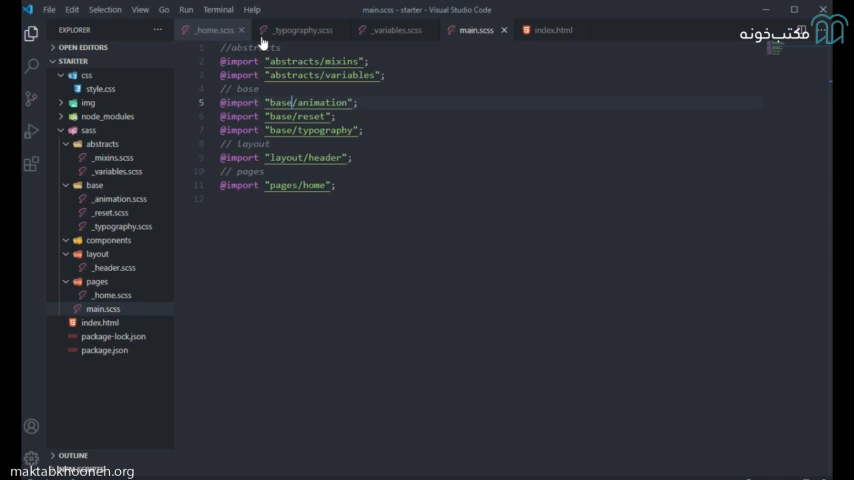 File Edit Selection View Go Run Terminal Help
main.scss - starter - Visual Studio Code
مکتب‌خونه
EXPLORER
_home.scss
_typography.scss
_variables.scss
main.scss
index.html
OPEN EDITORS
STARTER
css
style.css
img
node_modules
sass
abstracts
_mixins.scss
_variables.scss
base
_animation.scss
_reset.scss
_typography.scss
components
layout
_header.scss
pages
_home.scss
main.scss
index.html
package-lock.json
package.json
OUTLINE
1 //abstracts
2 @import "abstracts/mixins";
3 @import "abstracts/variables";
4 // base
5 @import "base/animation";
6 @import "base/reset";
7 @import "base/typography";
8 // layout
9 @import "layout/header";
10 // pages
11 @import "pages/home";
12
maktabkhooneh.org